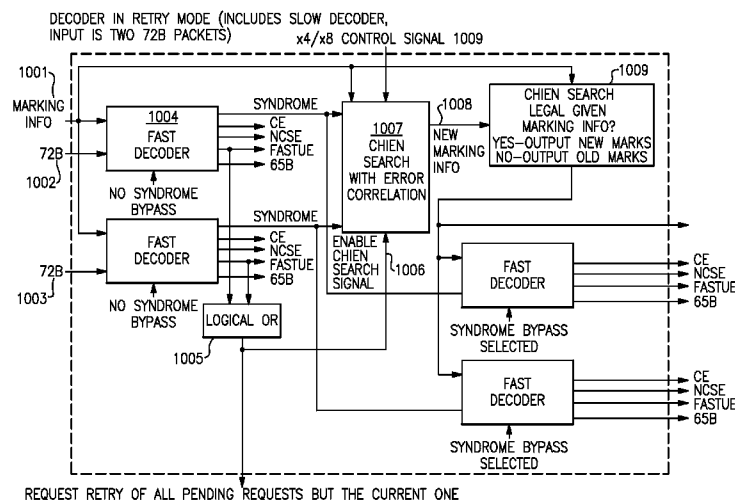 DECODER IN RETRY MODE (INCLUDES SLOW DECODER,
INPUT IS TWO 72B PACKETS)
x4/x8 CONTROL SIGNAL 1009
1001
MARKING
INFO
1004
FAST
DECODER
SYNDROME
CE
NCSE
FASTUE
65B
72B
1002
NO SYNDROME
BYPASS
1007
CHIEN
SEARCH
WITH ERROR
CORRELATION
1008
NEW
MARKING
INFO
1009
CHIEN SEARCH
LEGAL GIVEN
MARKING INFO?
YES-OUTPUT NEW MARKS
NO-OUTPUT OLD MARKS
FAST
DECODER
SYNDROME
CE
NCSE
FASTUE
65B
72B
1003
NO SYNDROME
BYPASS
ENABLE
CHIEN
SEARCH
SIGNAL
1006
LOGICAL OR
1005
FAST
DECODER
CE
NCSE
FASTUE
65B
SYNDROME BYPASS
SELECTED
FAST
DECODER
CE
NCSE
FASTUE
65B
SYNDROME BYPASS
SELECTED
REQUEST RETRY OF ALL PENDING REQUESTS BUT THE CURRENT ONE